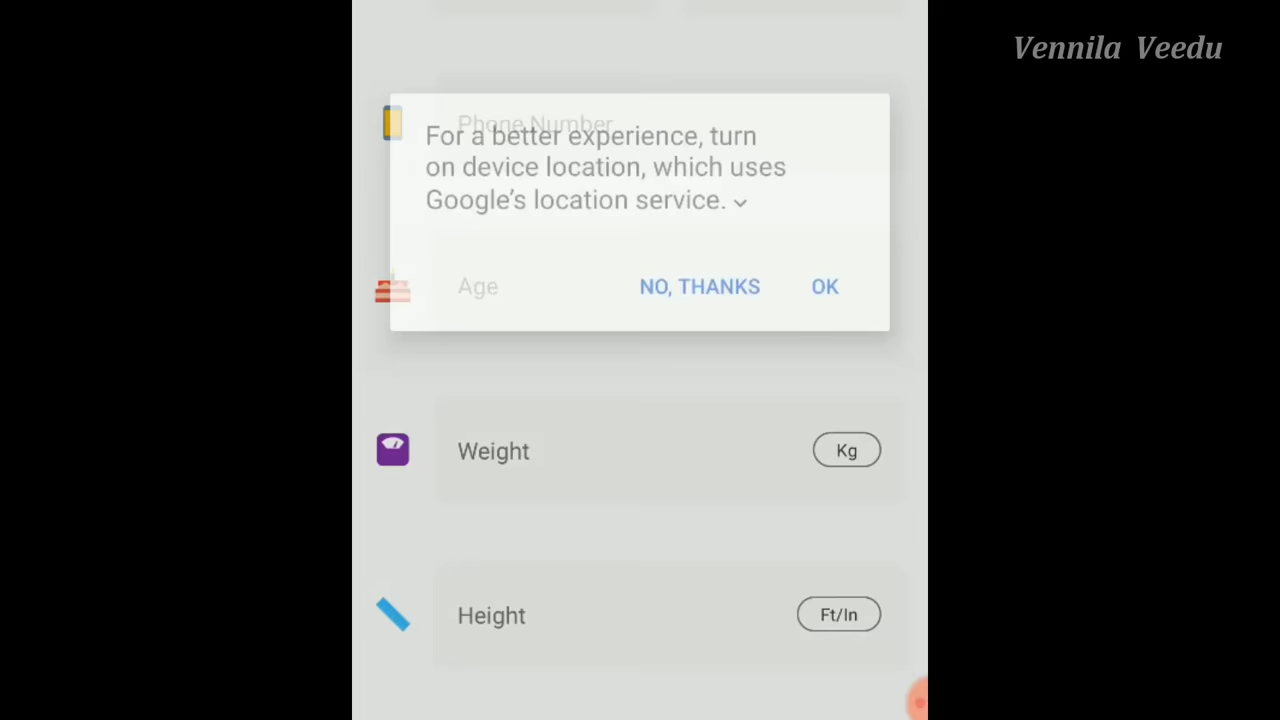 Vennila Veedu
Phone Number
For a better experience, turn
on device location, which uses
Google’s location service.
Age
NO, THANKS OK
Weight
Kg
Height
Ft/In